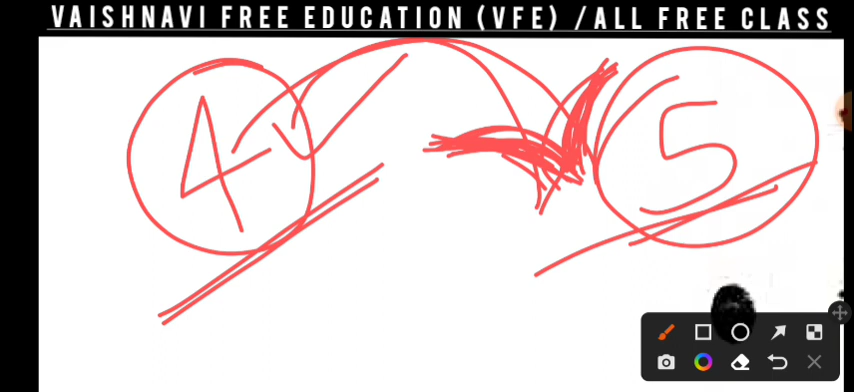 VAISHNAVI FREE EDUCATION (VFE) /ALL FREE CLASS
4 5